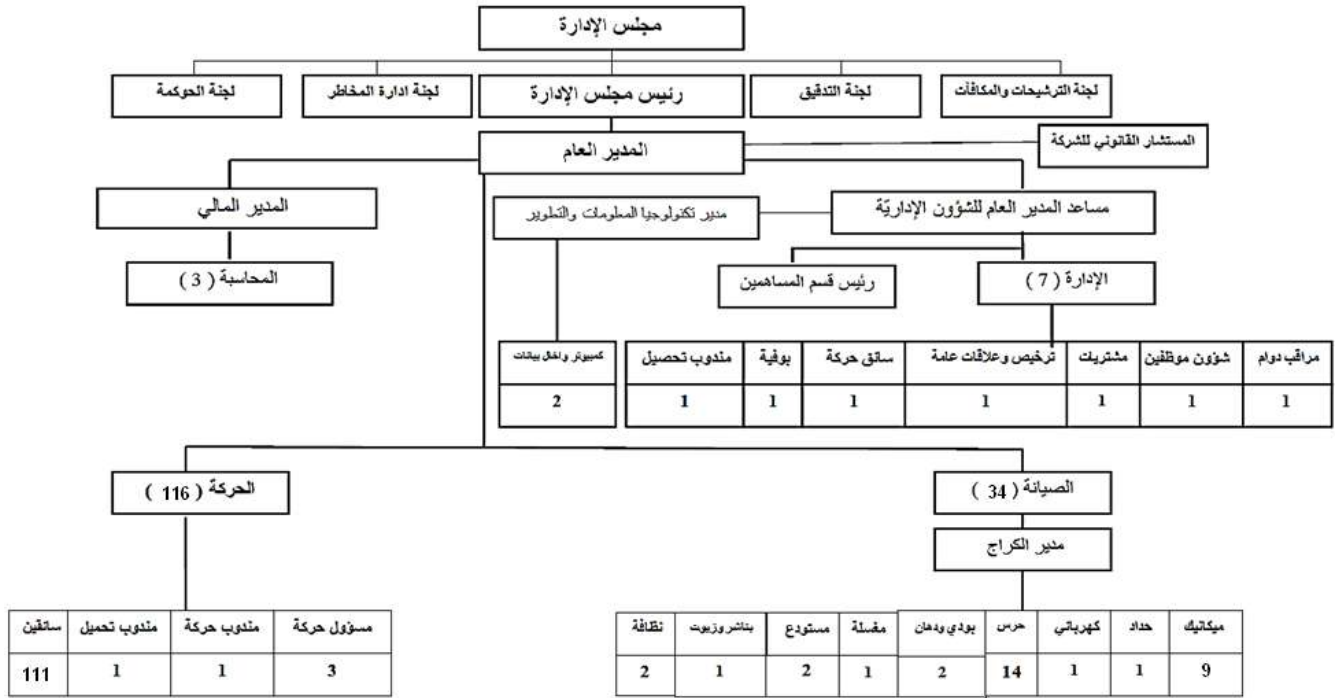 مجلس الإدارة
لجنة الترشيحات والمكافآت
لجنة التدقيق
رئيس مجلس الإدارة
لجنة ادارة المخاطر
لجنة الحوكمة
المدير العام
المستشار القانوني للشركة
المدير المالي
مساعد المدير العام للشؤون الإداريّة
مدير تكنولوجيا المعلومات والتطوير
المحاسبة ( 3 )
الإدارة ( 7 )
رئيس قسم المساهمين
مراقب دوام
شؤون موظفين
مشتريات
ترخيص وعلاقات عامة
سائق حركة
بوفية
مندوب تحصيل
كمبيوتر وادخال بيانات
1
1
1
1
1
1
1
2
الصيانة ( 34 )
الحركة ( 116 )
مدير الكراج
ميكانيك
حداد
كهربائي
حرس
بودي ودهان
مغسلة
مستودع
بناشر وزيوت
نظافة
9
1
1
14
2
1
2
1
2
مسؤول حركة
مندوب حركة
مندوب تحميل
سائقين
3
1
1
111